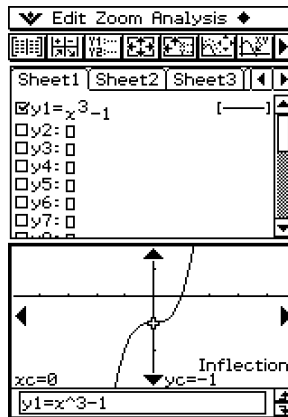 Edit Zoom Analysis
Sheet1 Sheet2 Sheet3
y1=x³-1 [—]
y2:▯
y3:▯
y4:▯
y5:▯
y6:▯
y7:▯
Inflection
xc=0 yc=-1
y1=x^3-1